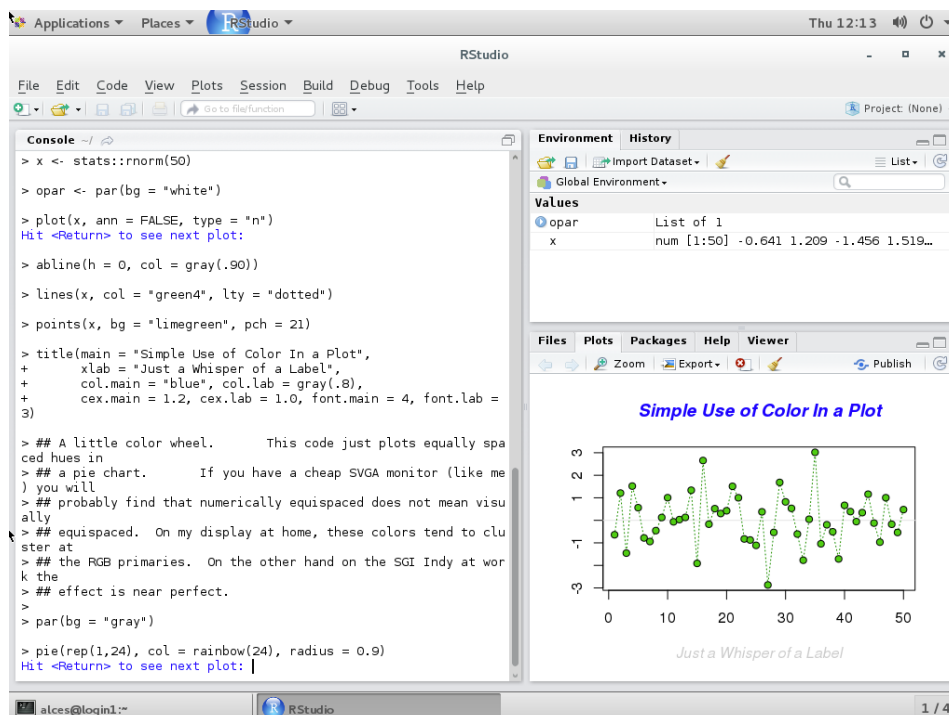 Applications Places RStudio Thu 12:13
RStudio
File Edit Code View Plots Session Build Debug Tools Help
Go to file/function Project: (None)
Console ~/
> x <- stats::rnorm(50)
> opar <- par(bg = "white")
> plot(x, ann = FALSE, type = "n")
Hit <Return> to see next plot:
> abline(h = 0, col = gray(.90))
> lines(x, col = "green4", lty = "dotted")
> points(x, bg = "limegreen", pch = 21)
> title(main = "Simple Use of Color In a Plot",
+ xlab = "Just a Whisper of a Label",
+ col.main = "blue", col.lab = gray(.8),
+ cex.main = 1.2, cex.lab = 1.0, font.main = 4, font.lab =
3)
> ## A little color wheel. This code just plots equally spa
ced hues in
> ## a pie chart. If you have a cheap SVGA monitor (like me
) you will
> ## probably find that numerically equispaced does not mean visu
ally
> ## equispaced. On my display at home, these colors tend to clu
ster at
> ## the RGB primaries. On the other hand on the SGI Indy at wor
k the
> ## effect is near perfect.
>
> par(bg = "gray")
> pie(rep(1,24), col = rainbow(24), radius = 0.9)
Hit <Return> to see next plot:
Environment History
Import Dataset List
Global Environment
Values
opar List of 1
x num [1:50] -0.641 1.209 -1.456 1.519…
Files Plots Packages Help Viewer
Zoom Export Publish
Simple Use of Color In a Plot
3
1
-1
-3
0 10 20 30 40 50
Just a Whisper of a Label
alces@login1:~ RStudio 1 / 4